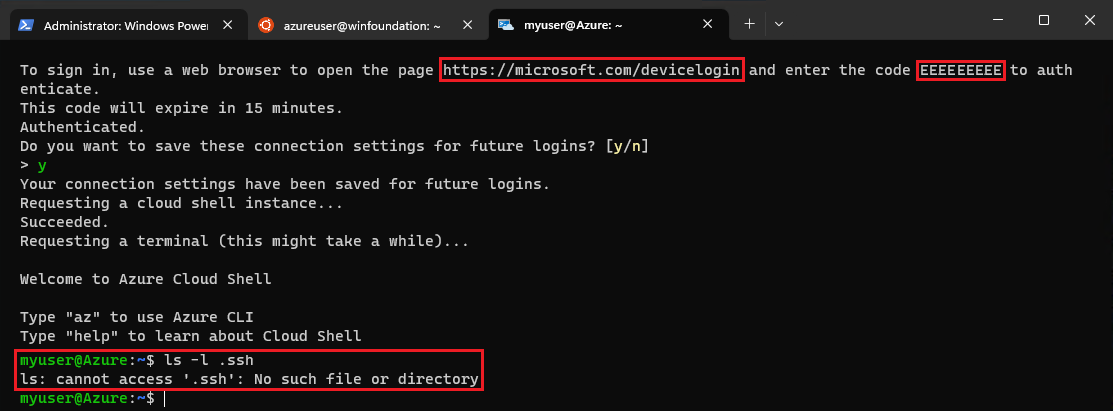 Administrator: Windows Power
azureuser@winfoundation: ~
myuser@Azure: ~
To sign in, use a web browser to open the page https://microsoft.com/devicelogin and enter the code EEEEEEEEE to auth
enticate.
This code will expire in 15 minutes.
Authenticated.
Do you want to save these connection settings for future logins? [y/n]
> y
Your connection settings have been saved for future logins.
Requesting a cloud shell instance...
Succeeded.
Requesting a terminal (this might take a while)...
Welcome to Azure Cloud Shell
Type "az" to use Azure CLI
Type "help" to learn about Cloud Shell
myuser@Azure:~$ ls -l .ssh
ls: cannot access '.ssh': No such file or directory
myuser@Azure:~$